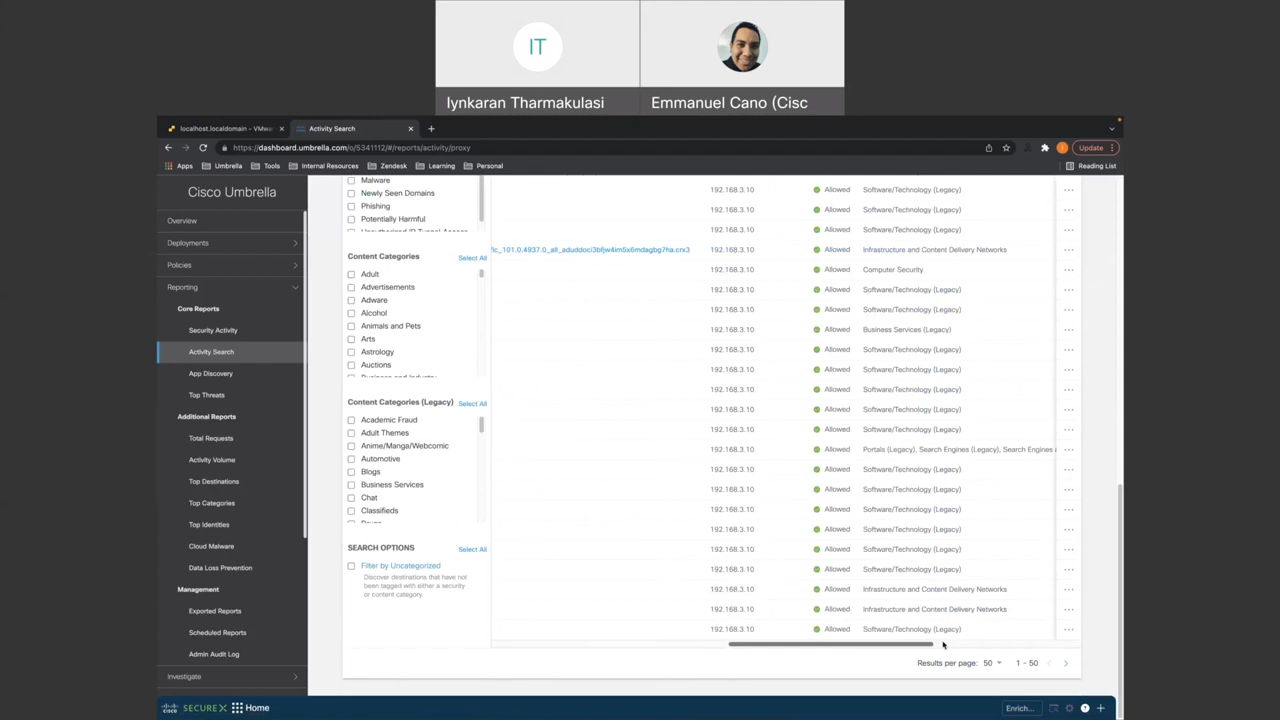 IT
Iynkaran Tharmakulasi
Emmanuel Cano (Cisc
localhost.localdomain - VMwa
Activity Search
https://dashboard.umbrella.com/o/5341112/#/reports/activity/proxy
Update
Apps
Umbrella
Tools
Internal Resources
Zendesk
Learning
Personal
Reading List
Cisco Umbrella
Overview
Deployments
Policies
Reporting
Core Reports
Security Activity
Activity Search
App Discovery
Top Threats
Additional Reports
Total Requests
Activity Volume
Top Destinations
Top Categories
Top Identities
Cloud Malware
Data Loss Prevention
Management
Exported Reports
Scheduled Reports
Admin Audit Log
Investigate
Malware
Newly Seen Domains
Phishing
Potentially Harmful
Content Categories
Select All
Adult
Advertisements
Adware
Alcohol
Animals and Pets
Arts
Astrology
Auctions
Content Categories (Legacy)
Select All
Academic Fraud
Adult Themes
Anime/Manga/Webcomic
Automotive
Blogs
Business Services
Chat
Classifieds
SEARCH OPTIONS
Select All
Filter by Uncategorized
Discover destinations that have not
been tagged with either a security
or content category.
192.168.3.10 Allowed Software/Technology (Legacy)
192.168.3.10 Allowed Software/Technology (Legacy)
192.168.3.10 Allowed Software/Technology (Legacy)
192.168.3.10 Allowed Infrastructure and Content Delivery Networks
192.168.3.10 Allowed Computer Security
192.168.3.10 Allowed Software/Technology (Legacy)
192.168.3.10 Allowed Software/Technology (Legacy)
192.168.3.10 Allowed Business Services (Legacy)
192.168.3.10 Allowed Software/Technology (Legacy)
192.168.3.10 Allowed Software/Technology (Legacy)
192.168.3.10 Allowed Software/Technology (Legacy)
192.168.3.10 Allowed Software/Technology (Legacy)
192.168.3.10 Allowed Software/Technology (Legacy)
192.168.3.10 Allowed Portals (Legacy), Search Engines (Legacy), Search Engines
192.168.3.10 Allowed Software/Technology (Legacy)
192.168.3.10 Allowed Software/Technology (Legacy)
192.168.3.10 Allowed Software/Technology (Legacy)
192.168.3.10 Allowed Software/Technology (Legacy)
192.168.3.10 Allowed Software/Technology (Legacy)
192.168.3.10 Allowed Software/Technology (Legacy)
192.168.3.10 Allowed Infrastructure and Content Delivery Networks
192.168.3.10 Allowed Infrastructure and Content Delivery Networks
192.168.3.10 Allowed Software/Technology (Legacy)
Results per page: 50 1 - 50
CISCO
SECUREX
Home
Enrich...